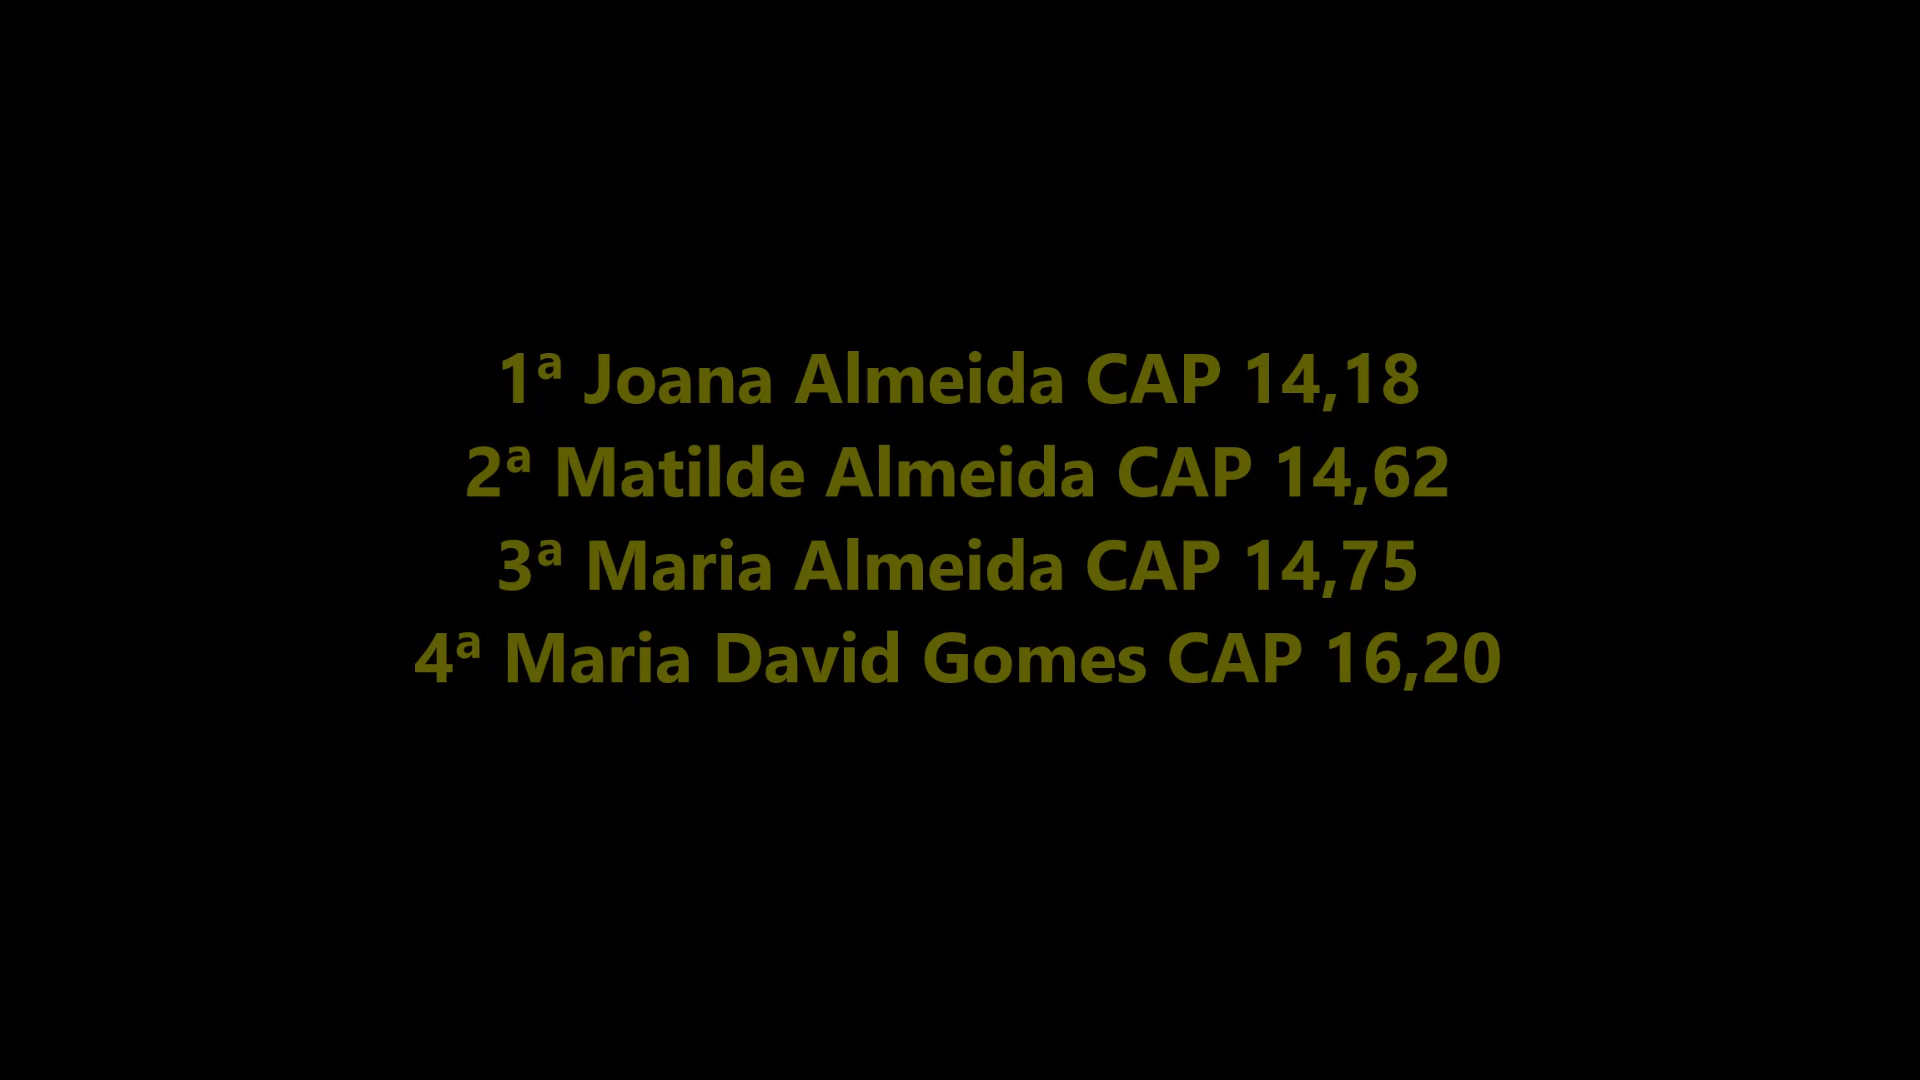 1ª Joana Almeida CAP 14,18
2ª Matilde Almeida CAP 14,62
3ª Maria Almeida CAP 14,75
4ª Maria David Gomes CAP 16,20